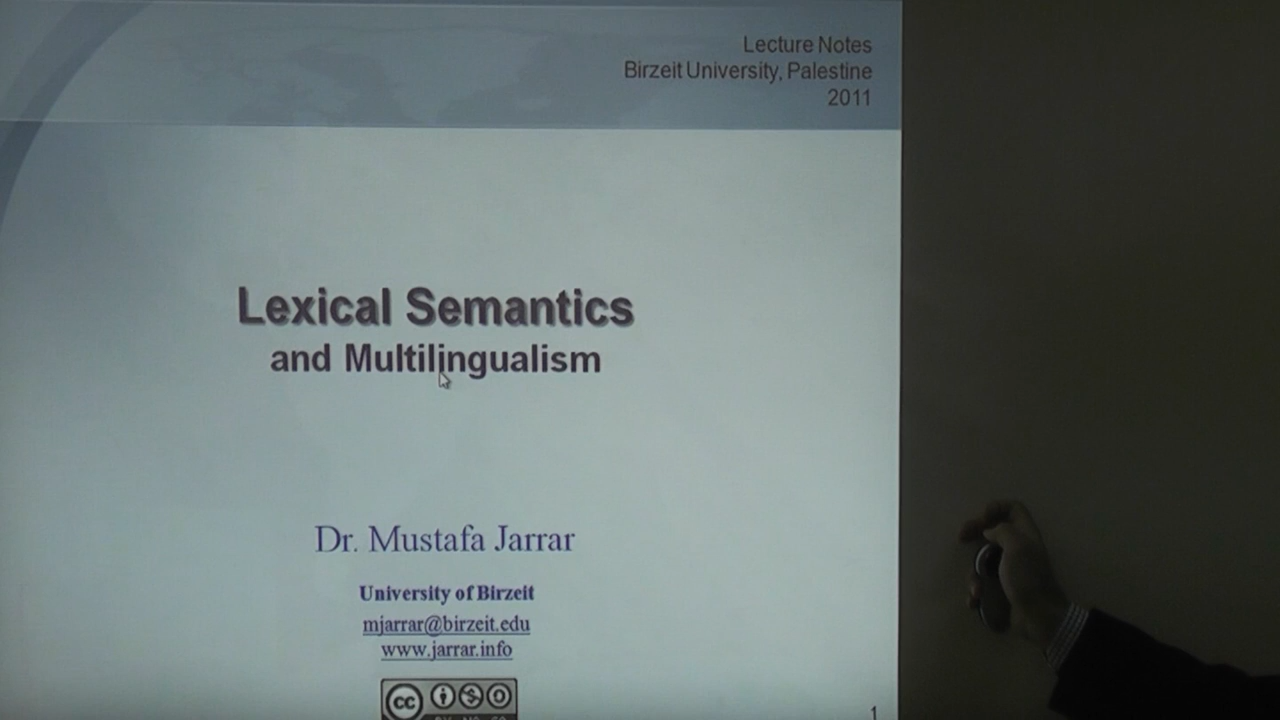 Lecture Notes
Birzeit University, Palestine
2011
Lexical Semantics
and Multilingualism
Dr. Mustafa Jarrar
University of Birzeit
mjarrar@birzeit.edu
www.jarrar.info
cc
1